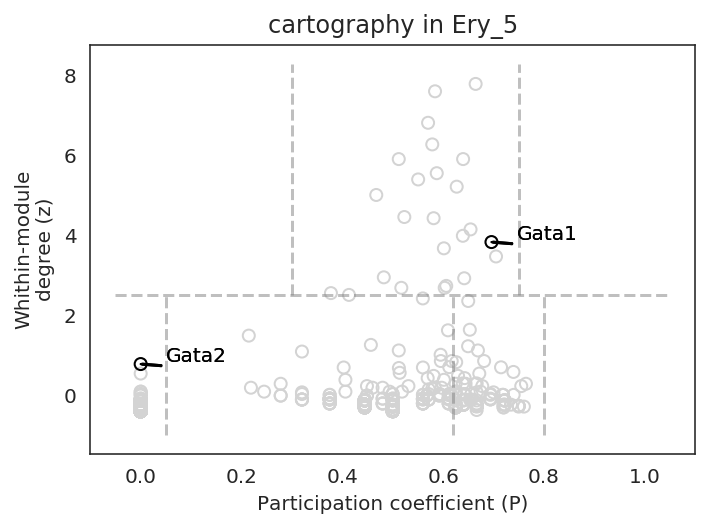 cartography in Ery_5
8
6
4
2
0
Whithin-module
degree (z)
Gata1
Gata2
0.0 0.2 0.4 0.6 0.8 1.0
Participation coefficient (P)